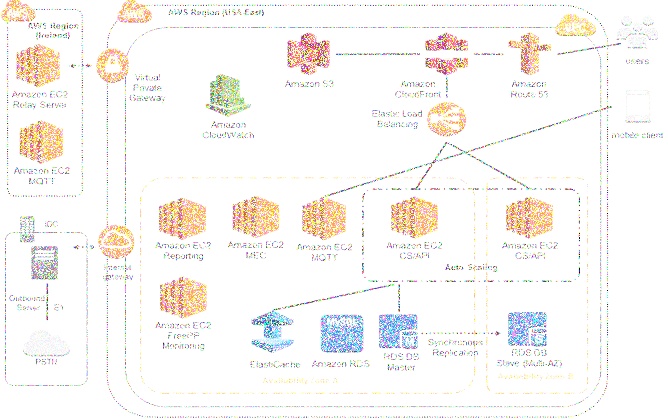 AWS Region (Ireland)
Amazon EC2
Relay Server
Amazon EC2
MQTT
AWS Region (USA East)
Virtual
Private
Gateway
Amazon
CloudWatch
Amazon S3
Amazon
CloudFront
Amazon
Route 53
users
Elastic Load
Balancing
mobile client
Amazon EC2
Reporting
Amazon EC2
MEC
Amazon EC2
MQTT
Amazon EC2
CS/API
Amazon EC2
CS/API
Auto Scaling
IDC
Internet
gateway
Outbound
Server
E1
PSTN
Amazon EC2
FreePP
Monitoring
ElastiCache
Amazon RDS
RDS DB
Master
Synchronous
Replication
RDS DB
Slave (Multi-AZ)
Availability Zone A
Availability Zone B